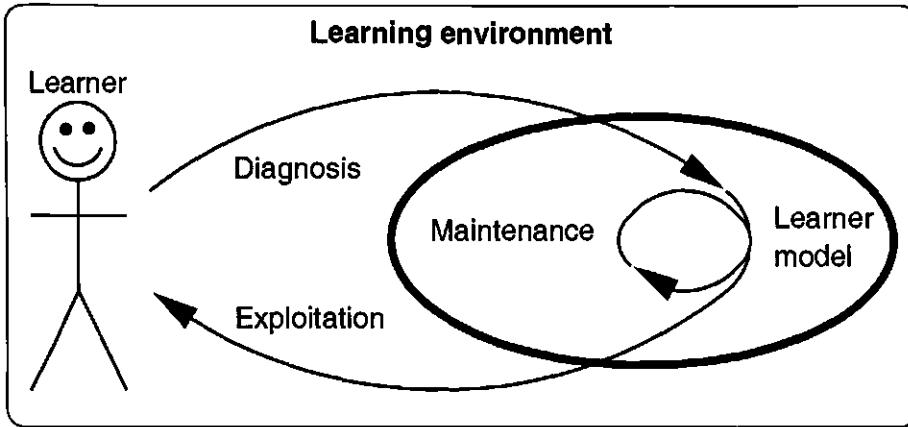 Learning environment
Learner
Diagnosis
Maintenance
Learner
model
Exploitation